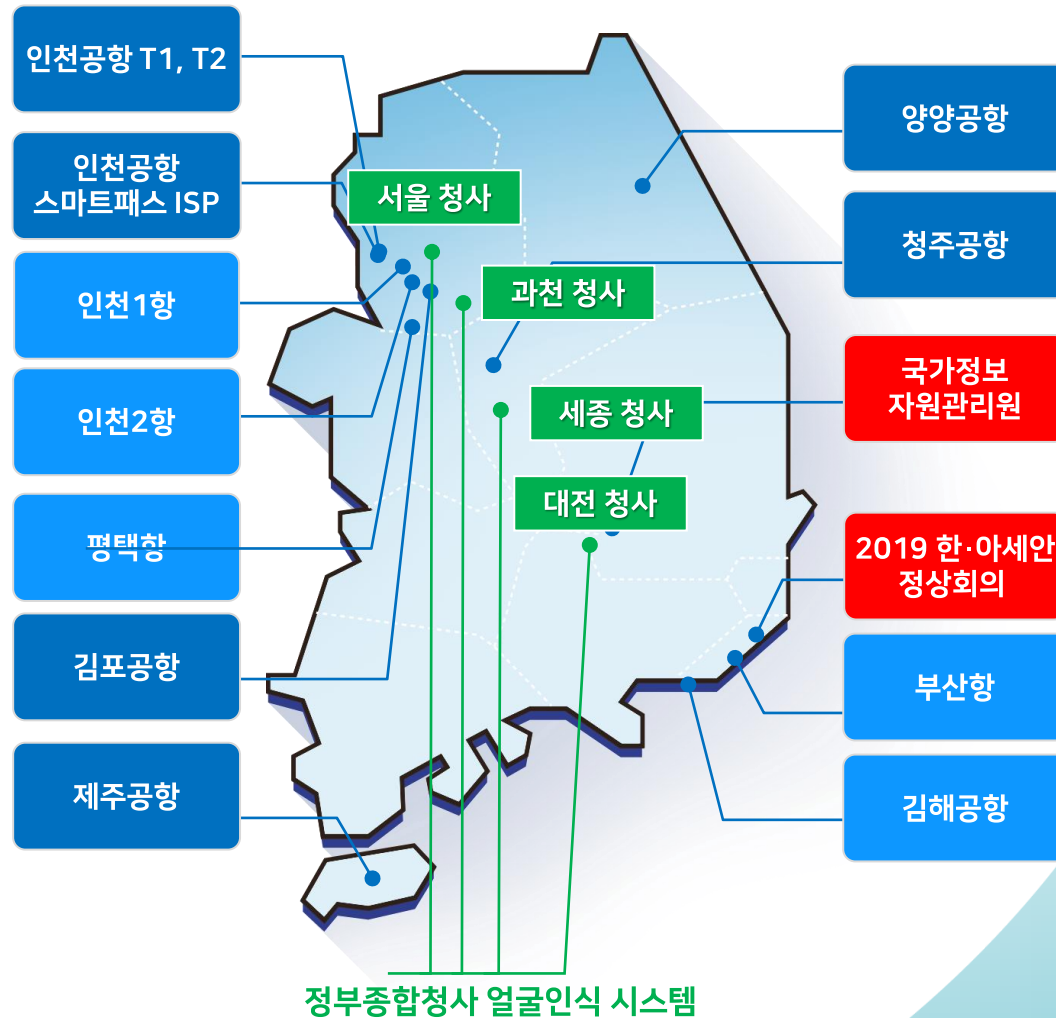 인천공항 T1, T2
인천공항
스마트패스 ISP
인천1항
인천2항
평택항
김포공항
제주공항
서울 청사
과천 청사
세종 청사
대전 청사
양양공항
청주공항
국가정보
자원관리원
2019 한·아세안
정상회의
부산항
김해공항
정부종합청사 얼굴인식 시스템